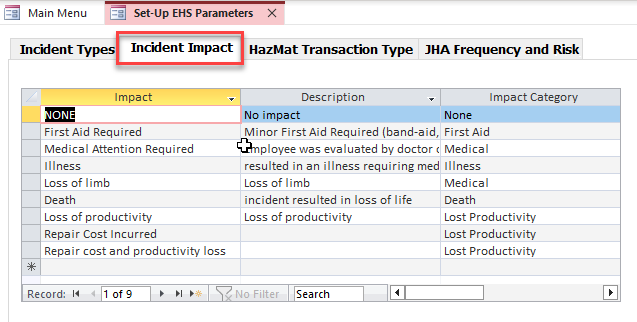 Main Menu Set-Up EHS Parameters
Incident Types Incident Impact HazMat Transaction Type JHA Frequency and Risk
Impact Description Impact Category
NONE No impact None
First Aid Required Minor First Aid Required (band-aid, First Aid
Medical Attention Required employee was evaluated by doctor o Medical
Illness resulted in an illness requiring med Illness
Loss of limb Loss of limb Medical
Death incident resulted in loss of life Death
Loss of productivity Loss of productivity Lost Productivity
Repair Cost Incurred Lost Productivity
Repair cost and productivity loss Lost Productivity
Record: 1 of 9 No Filter Search